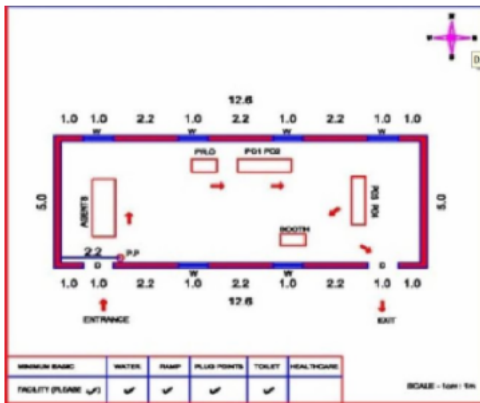 N
12.6
1.0 1.0 2.2 1.0 2.2 1.0 2.2 1.0 1.0
W W W W
PRLO PO1 PO2
5.0 AGENTS PO3 PO4 5.0
BOOTH
2.2 P.P
D W W D
1.0 1.0 2.2 1.0 2.2 1.0 2.2 1.0 1.0
12.6
ENTRANCE EXIT
MINIMUM BASIC WATER RAMP PLUG POINTS TOILET HEALTHCARE
FACILITY (PLEASE ✓) ✓ ✓ ✓ ✓
SCALE - 1cm : 1m